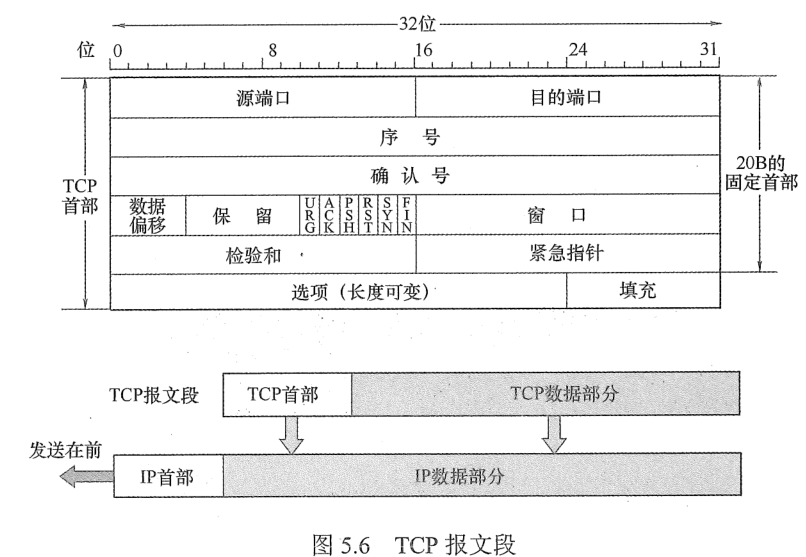 32位
位 0 8 16 24 31
源端口 目的端口
序 号
TCP
首部
确 认 号
20B的
固定首部
数据
偏移
保 留
URG ACK PSH RST SYN FIN
窗 口
检验和 紧急指针
选项（长度可变） 填充
TCP报文段 TCP首部 TCP数据部分
发送在前
IP首部 IP数据部分
图 5.6 TCP 报文段